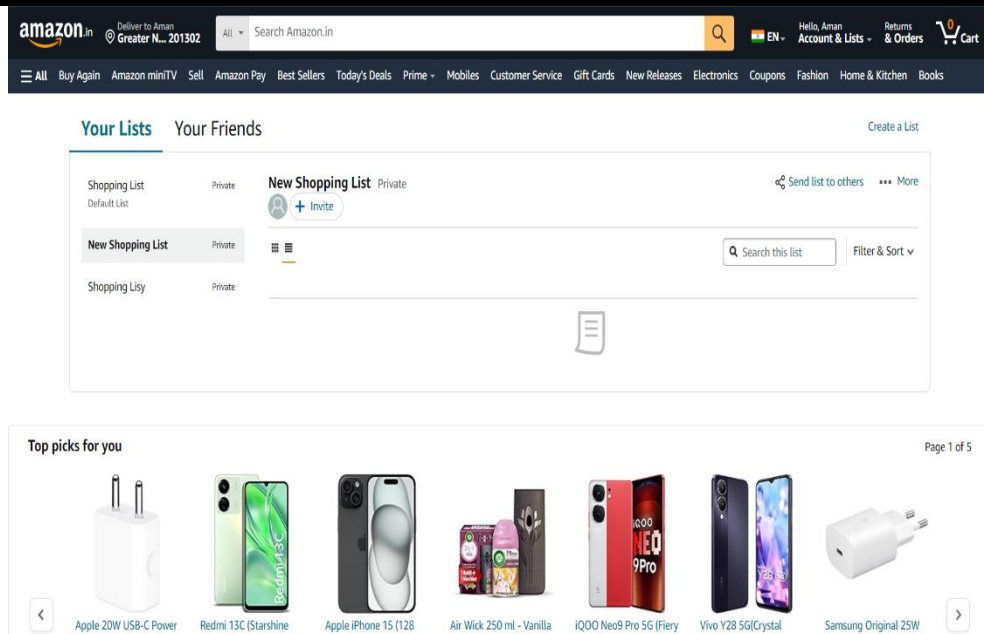 amazon.in
Deliver to Aman
Greater N... 201302
All
Search Amazon.in
EN
Hello, Aman
Account & Lists
Returns
& Orders
0
Cart
All Buy Again Amazon miniTV Sell Amazon Pay Best Sellers Today's Deals Prime Mobiles Customer Service Gift Cards New Releases Electronics Coupons Fashion Home & Kitchen Books
Your Lists Your Friends Create a List
Shopping List Private
Default List
New Shopping List Private
Shopping Lisy Private
New Shopping List Private
Send list to others
More
+ Invite
Search this list
Filter & Sort
Top picks for you Page 1 of 5
Redmi 13C
iQOO
NEO
9Pro
Apple 20W USB-C Power
Redmi 13C (Starshine
Apple iPhone 15 (128
Air Wick 250 ml - Vanilla
iQOO Neo9 Pro 5G (Fiery
Vivo Y28 5G(Crystal
Samsung Original 25W